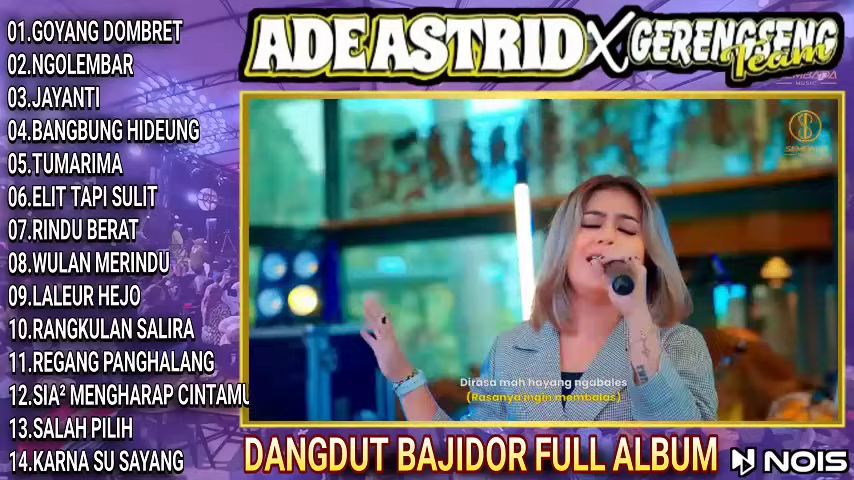 ADE ASTRID X GERENGSENG
Team
01.GOYANG DOMBRET
02.NGOLEMBAR
03.JAYANTI
04.BANGBUNG HIDEUNG
05.TUMARIMA
06.ELIT TAPI SULIT
07.RINDU BERAT
08.WULAN MERINDU
09.LALEUR HEJO
10.RANGKULAN SALIRA
11.REGANG PANGHALANG
12.SIA² MENGHARAP CINTAMU
13.SALAH PILIH
14.KARNA SU SAYANG
MUSIC
Dirasa mah hayang ngabales
(Rasanya ingin membalas)
DANGDUT BAJIDOR FULL ALBUM
NOIS